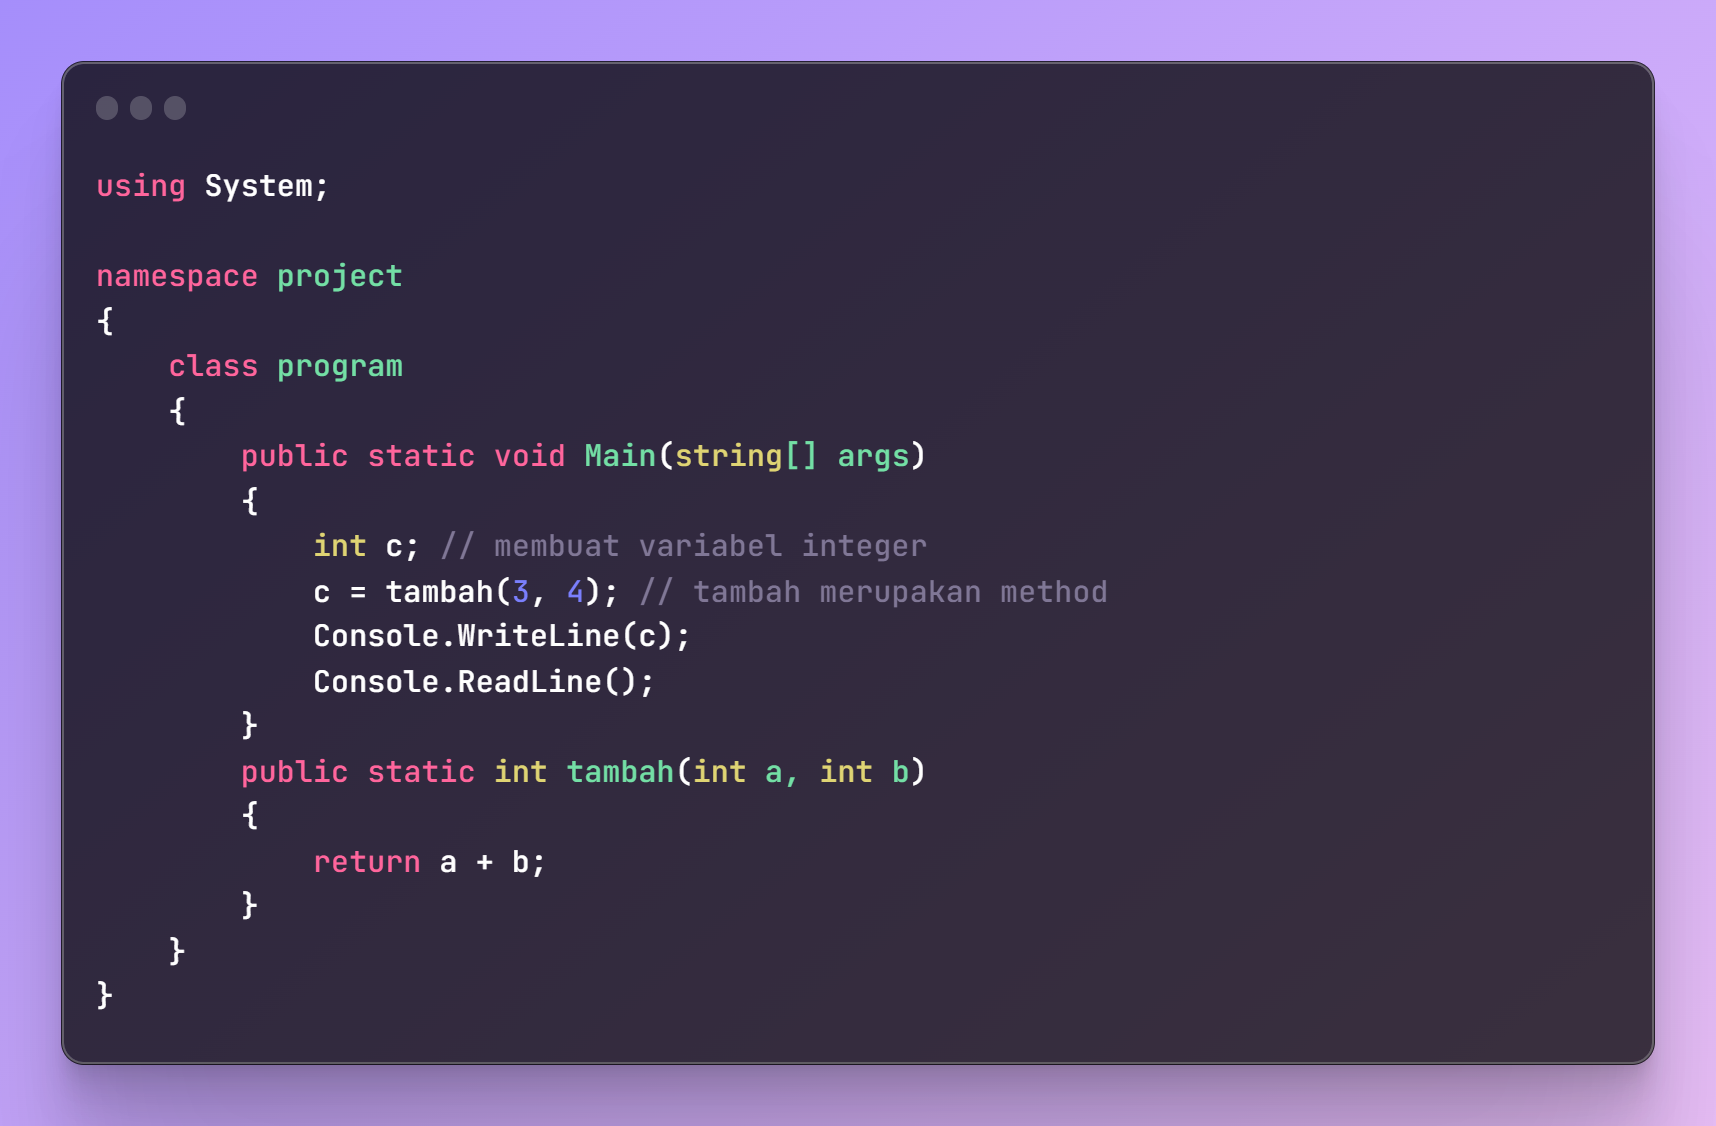 using System;

namespace project
{
    class program
    {
        public static void Main(string[] args)
        {
            int c; // membuat variabel integer
            c = tambah(3, 4); // tambah merupakan method
            Console.WriteLine(c);
            Console.ReadLine();
        }
        public static int tambah(int a, int b)
        {
            return a + b;
        }
    }
}